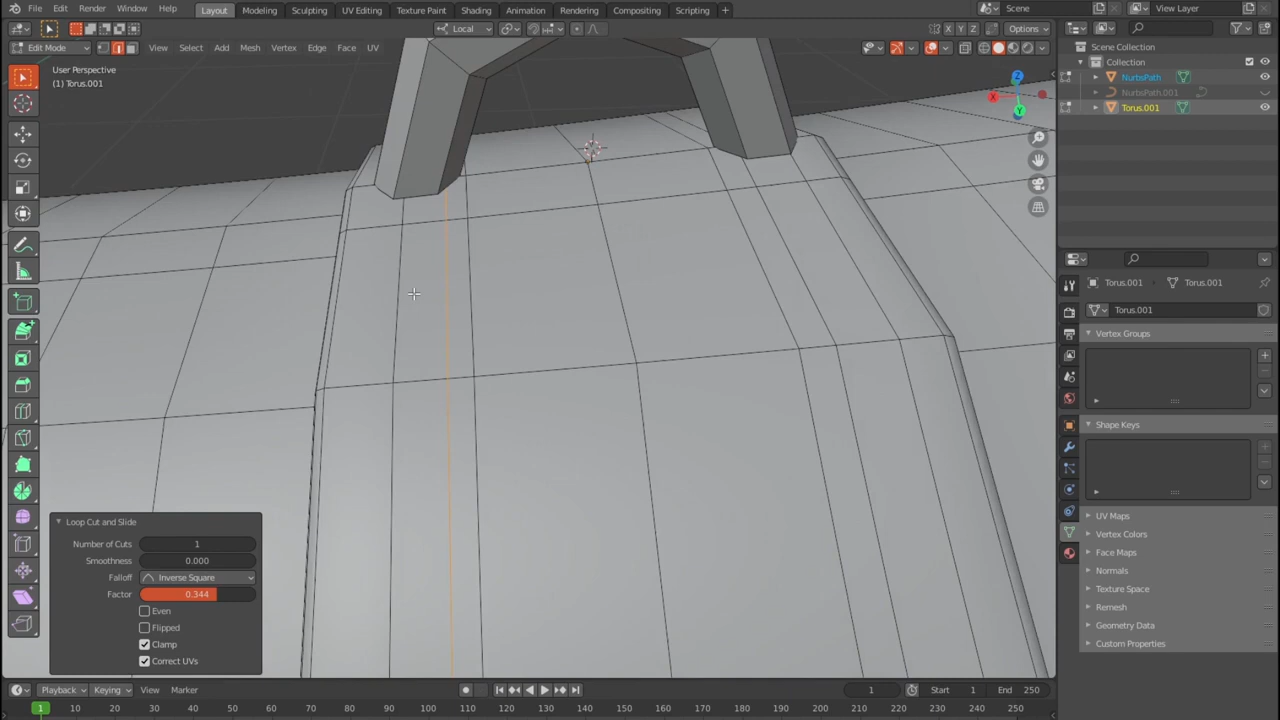 File Edit Render Window Help Layout Modeling Sculpting UV Editing Texture Paint Shading Animation Rendering Compositing Scripting + Scene View Layer
Local Options
Edit Mode View Select Add Mesh Vertex Edge Face UV X Y Z
User Perspective
(1) Torus.001
Z
X
Y
Scene Collection
Collection
NurbsPath
NurbsPath.001
Torus.001
Torus.001 Torus.001
Torus.001
Vertex Groups
Shape Keys
UV Maps
Vertex Colors
Face Maps
Normals
Texture Space
Remesh
Geometry Data
Custom Properties
Loop Cut and Slide
Number of Cuts 1
Smoothness 0.000
Falloff Inverse Square
Factor 0.344
Even
Flipped
Clamp
Correct UVs
Playback Keying View Marker 1 Start 1 End 250
1 10 20 30 40 50 60 70 80 90 100 110 120 130 140 150 160 170 180 190 200 210 220 230 240 250